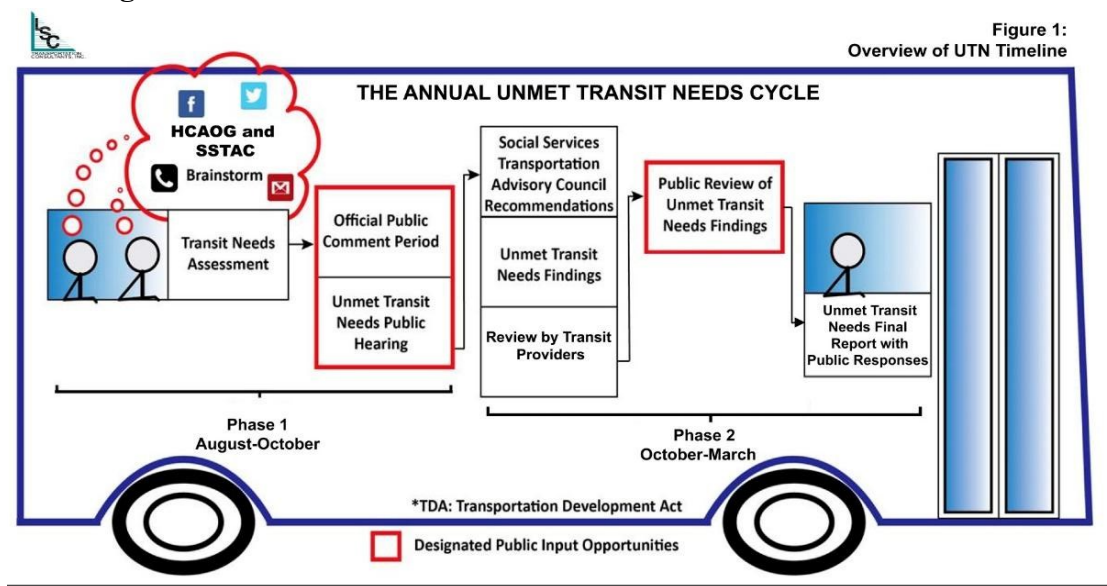 LSC
TRANSPORTATION
CONSULTANTS, INC.
Figure 1:
Overview of UTN Timeline
THE ANNUAL UNMET TRANSIT NEEDS CYCLE
HCAOG and
SSTAC
Brainstorm
Transit Needs
Assessment
Official Public
Comment Period
Unmet Transit
Needs Public
Hearing
Social Services
Transportation
Advisory Council
Recommendations
Unmet Transit
Needs Findings
Review by Transit
Providers
Public Review of
Unmet Transit
Needs Findings
Unmet Transit
Needs Final
Report with
Public Responses
Phase 1
August-October
Phase 2
October-March
*TDA: Transportation Development Act
Designated Public Input Opportunities